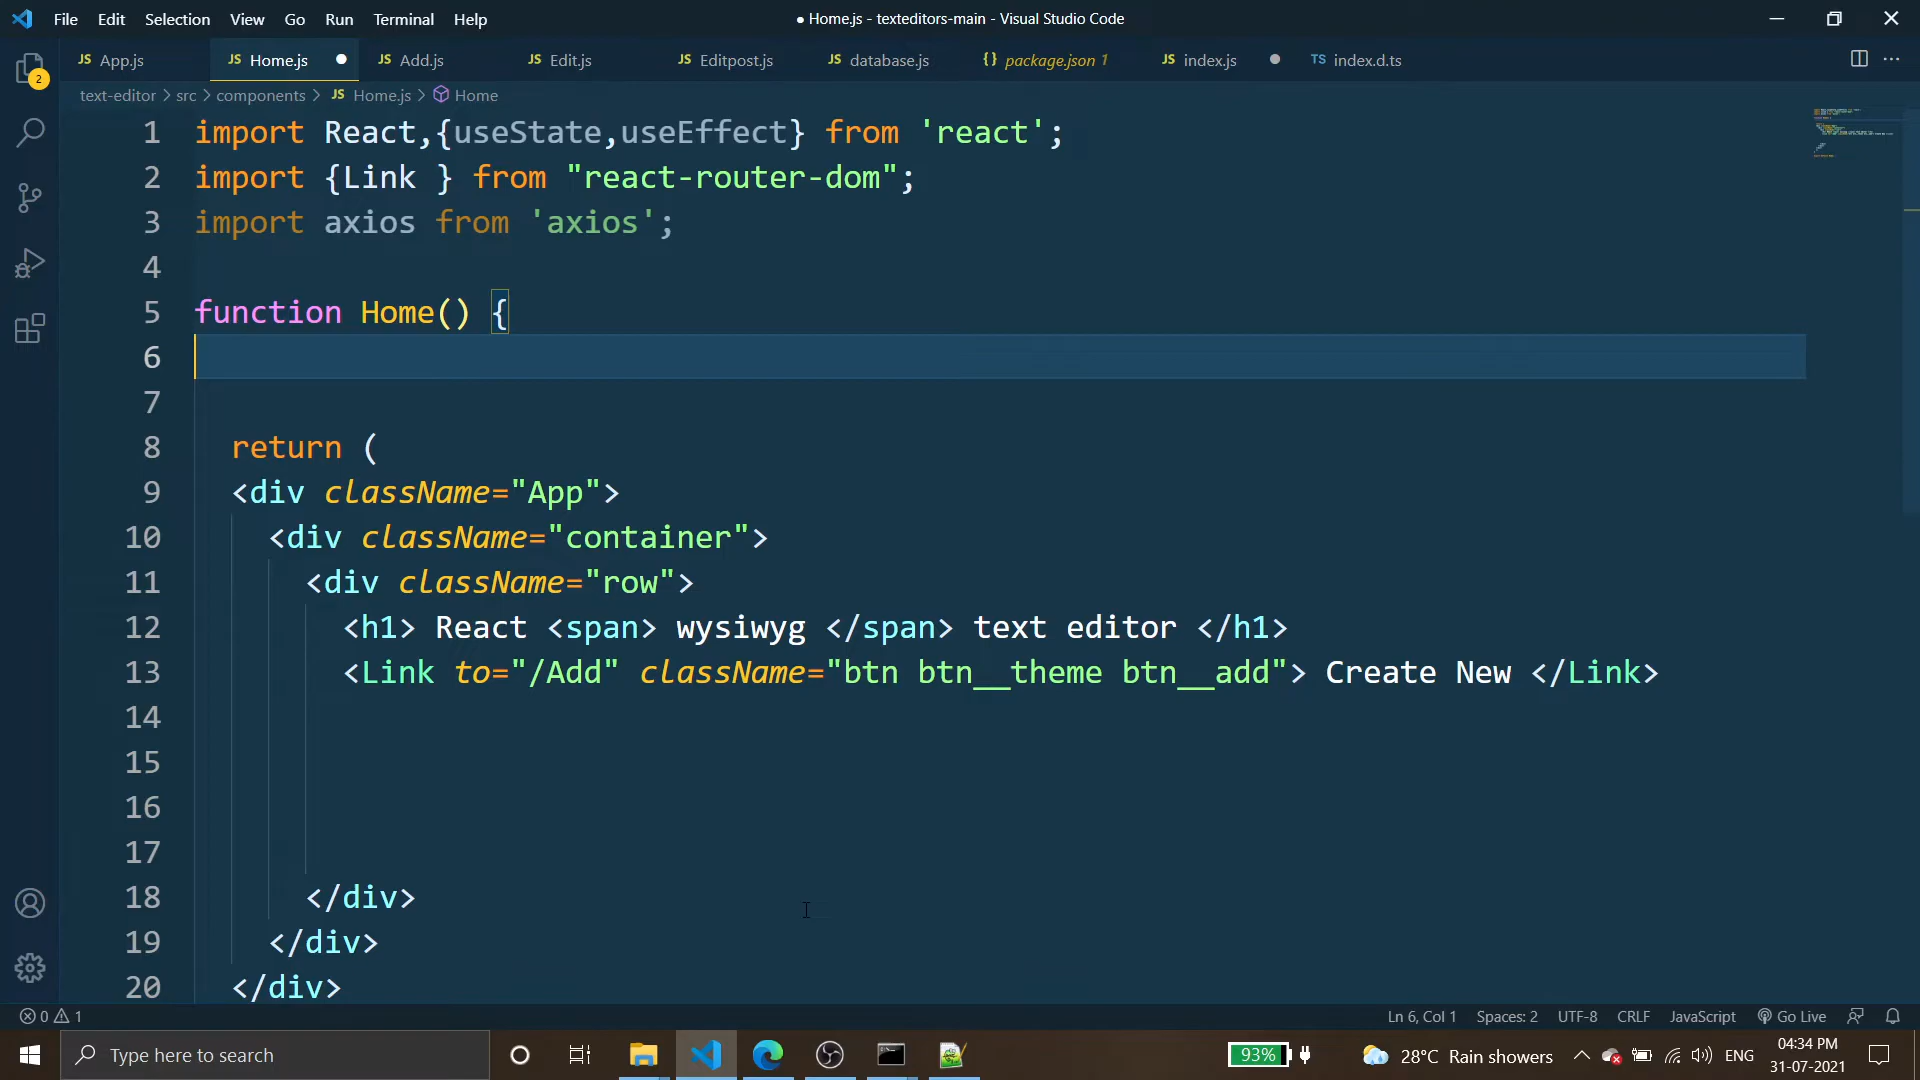 File Edit Selection View Go Run Terminal Help
● Home.js - texteditors-main - Visual Studio Code
JS App.js
JS Home.js
JS Add.js
JS Edit.js
JS Editpost.js
JS database.js
{} package.json 1
JS index.js
TS index.d.ts
text-editor > src > components > JS Home.js > Home
2
1 import React,{useState,useEffect} from 'react';
2 import {Link } from "react-router-dom";
3 import axios from 'axios';
4
5 function Home() {
6
7
8 return (
9 <div className="App">
10 <div className="container">
11 <div className="row">
12 <h1> React <span> wysiwyg </span> text editor </h1>
13 <Link to="/Add" className="btn btn__theme btn__add"> Create New </Link>
14
15
16
17
18 </div>
19 </div>
20 </div>
0 1
Ln 6, Col 1 Spaces: 2 UTF-8 CRLF JavaScript Go Live
Type here to search
93%
28°C Rain showers
ENG
04:34 PM
31-07-2021